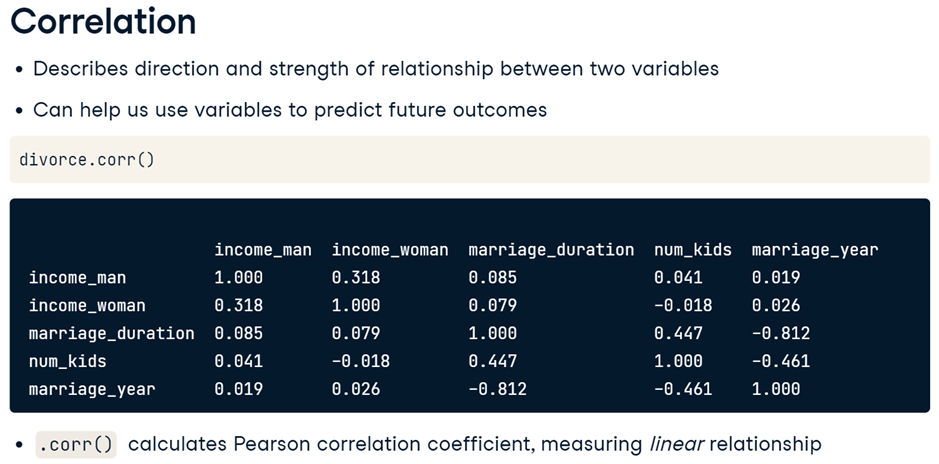 Correlation
• Describes direction and strength of relationship between two variables
• Can help us use variables to predict future outcomes
divorce.corr()
income_man income_woman marriage_duration num_kids marriage_year
income_man 1.000 0.318 0.085 0.041 0.019
income_woman 0.318 1.000 0.079 -0.018 0.026
marriage_duration 0.085 0.079 1.000 0.447 -0.812
num_kids 0.041 -0.018 0.447 1.000 -0.461
marriage_year 0.019 0.026 -0.812 -0.461 1.000
• .corr() calculates Pearson correlation coefficient, measuring linear relationship